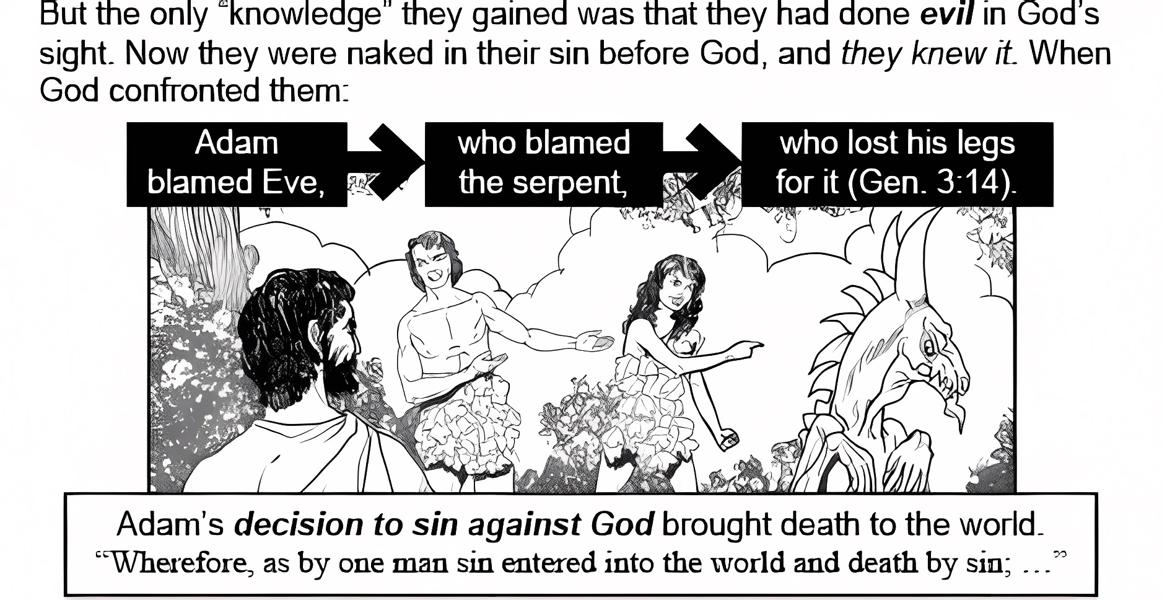 But the only “knowledge” they gained was that they had done evil in God’s
sight. Now they were naked in their sin before God, and they knew it. When
God confronted them:
Adam
blamed Eve,
who blamed
the serpent,
who lost his legs
for it (Gen. 3:14).
Adam’s decision to sin against God brought death to the world.
“Wherefore, as by one man sin entered into the world and death by sin; …”